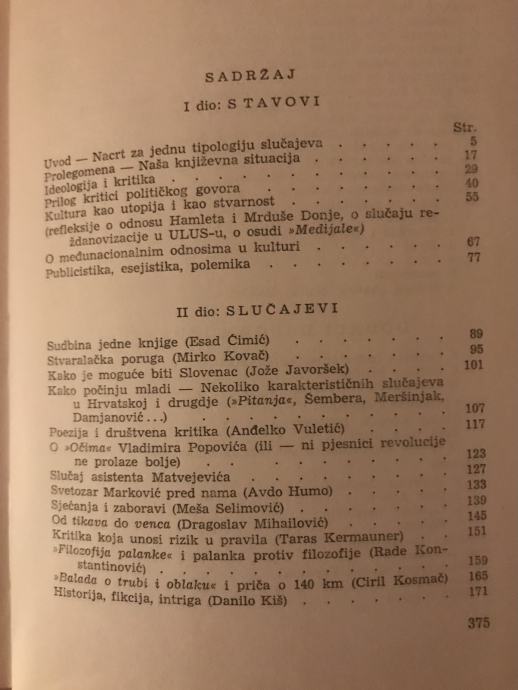 SADRŽAJ
I dio: STAVOVI
Str.
Uvod — Nacrt za jednu tipologiju slučajeva . . . . . 5
Prolegomena — Naša književna situacija . . . . . . 17
Ideologija i kritika . . . . . . . . . . 29
Prilog kritici političkog govora . . . . . . . 40
Kultura kao utopija i kao stvarnost . . . . . . 55
(refleksije o odnosu Hamleta i Mrduše Donje, o slučaju re-
ždanovizacije u ULUS-u, o osudi »Medijale«)
O međunacionalnim odnosima u kulturi . . . . . . 67
Publicistika, esejistika, polemika . . . . . . . 77
II dio: SLUČAJEVI
Sudbina jedne knjige (Esad Ćimić) . . . . . . 89
Stvaralačka poruga (Mirko Kovač) . . . . . . . 95
Kako je moguće biti Slovenac (Jože Javoršek) . . . . 101
Kako počinju mladi — Nekoliko karakterističnih slučajeva
u Hrvatskoj i drugdje (»Pitanja«, Šembera, Meršinjak,
Damjanović...) . . . . . . . . . 107
Poezija i društvena kritika (Anđelko Vuletić) . . . . 117
O »Očima« Vladimira Popovića (ili — ni pjesnici revolucije
ne prolaze bolje) . . . . . . . . . 123
Slučaj asistenta Matvejevića . . . . . . . . 127
Svetozar Marković pred nama (Avdo Humo) . . . . . 133
Sjećanja i zaboravi (Meša Selimović) . . . . . . 139
Od tikava do venca (Dragoslav Mihailović) . . . . . 145
Kritika koja unosi rizik u pravila (Taras Kermauner) . . 151
»Filozofija palanke« i palanka protiv filozofije (Rade Kon-
stantinović) . . . . . . . . . . 159
»Balada o trubi i oblaku« i priča o 140 km (Ciril Kosmač) 165
Historija, fikcija, intriga (Danilo Kiš) . . . . . . 171
375